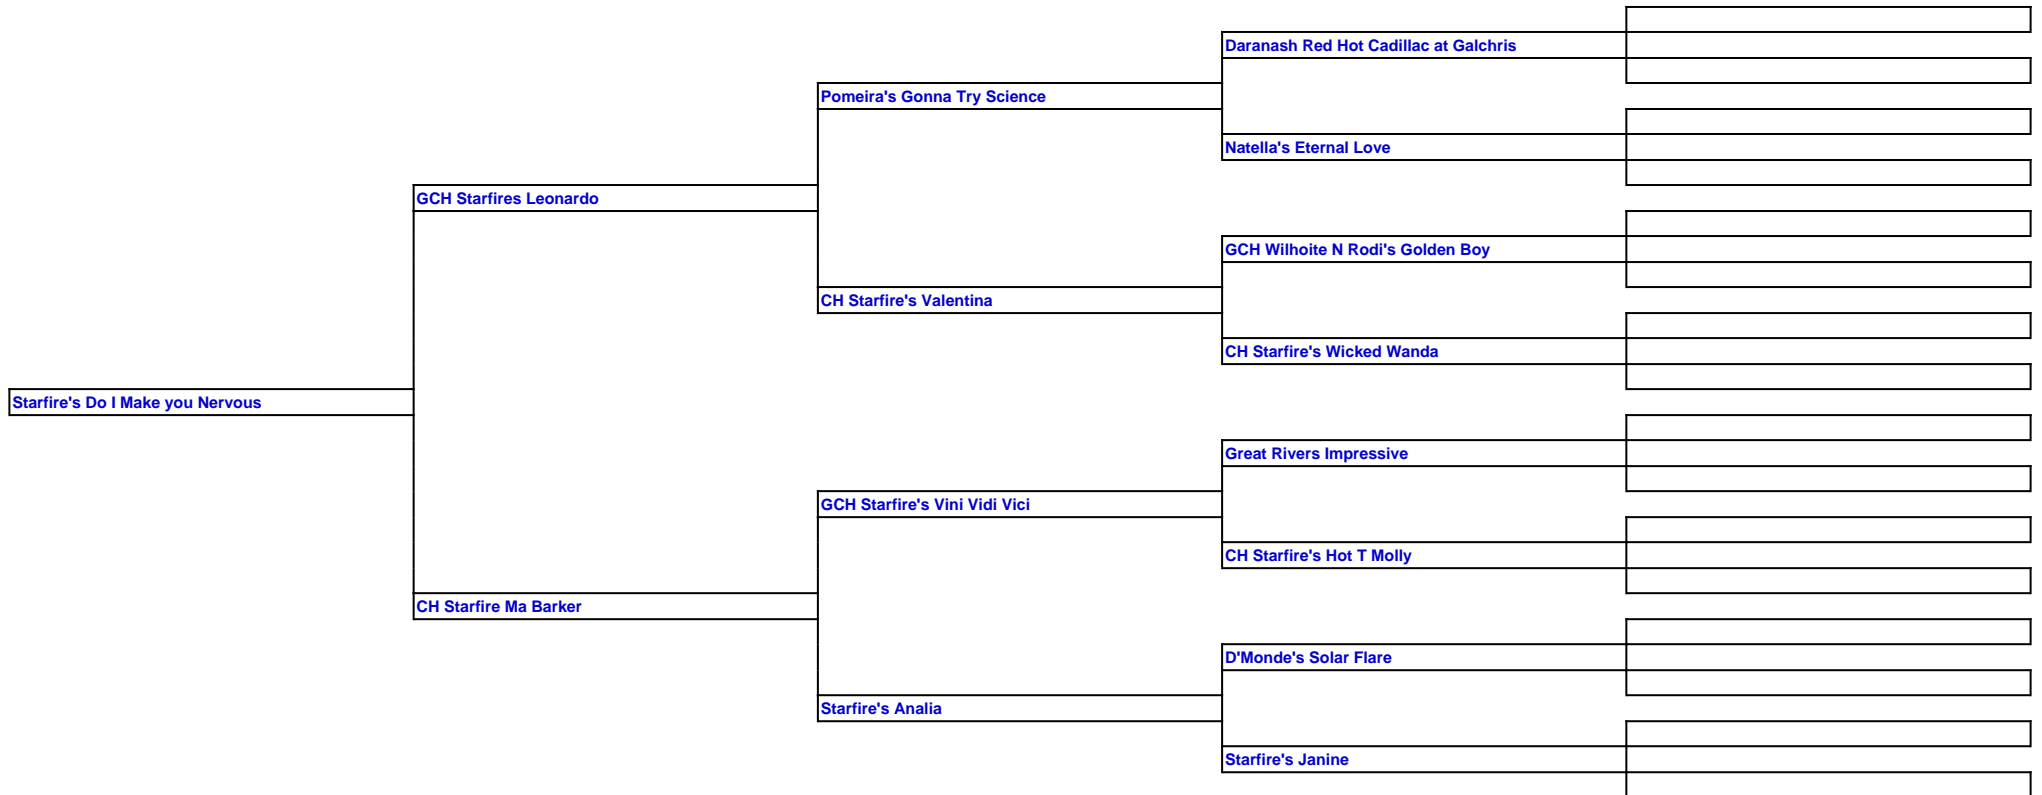 Daranash Red Hot Cadillac at Galchris
Pomeira's Gonna Try Science
Natella's Eternal Love
GCH Starfires Leonardo
GCH Wilhoite N Rodi's Golden Boy
CH Starfire's Valentina
CH Starfire's Wicked Wanda
Starfire's Do I Make you Nervous
Great Rivers Impressive
GCH Starfire's Vini Vidi Vici
CH Starfire's Hot T Molly
CH Starfire Ma Barker
D'Monde's Solar Flare
Starfire's Analia
Starfire's Janine